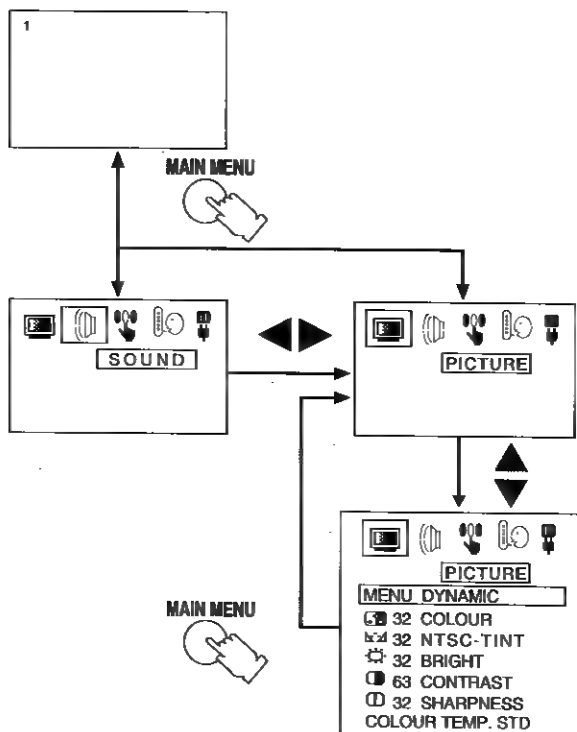 1
MAIN MENU
SOUND
PICTURE
PICTURE
MENU DYNAMIC
32 COLOUR
32 NTSC-TINT
32 BRIGHT
63 CONTRAST
32 SHARPNESS
COLOUR TEMP. STD
MAIN MENU